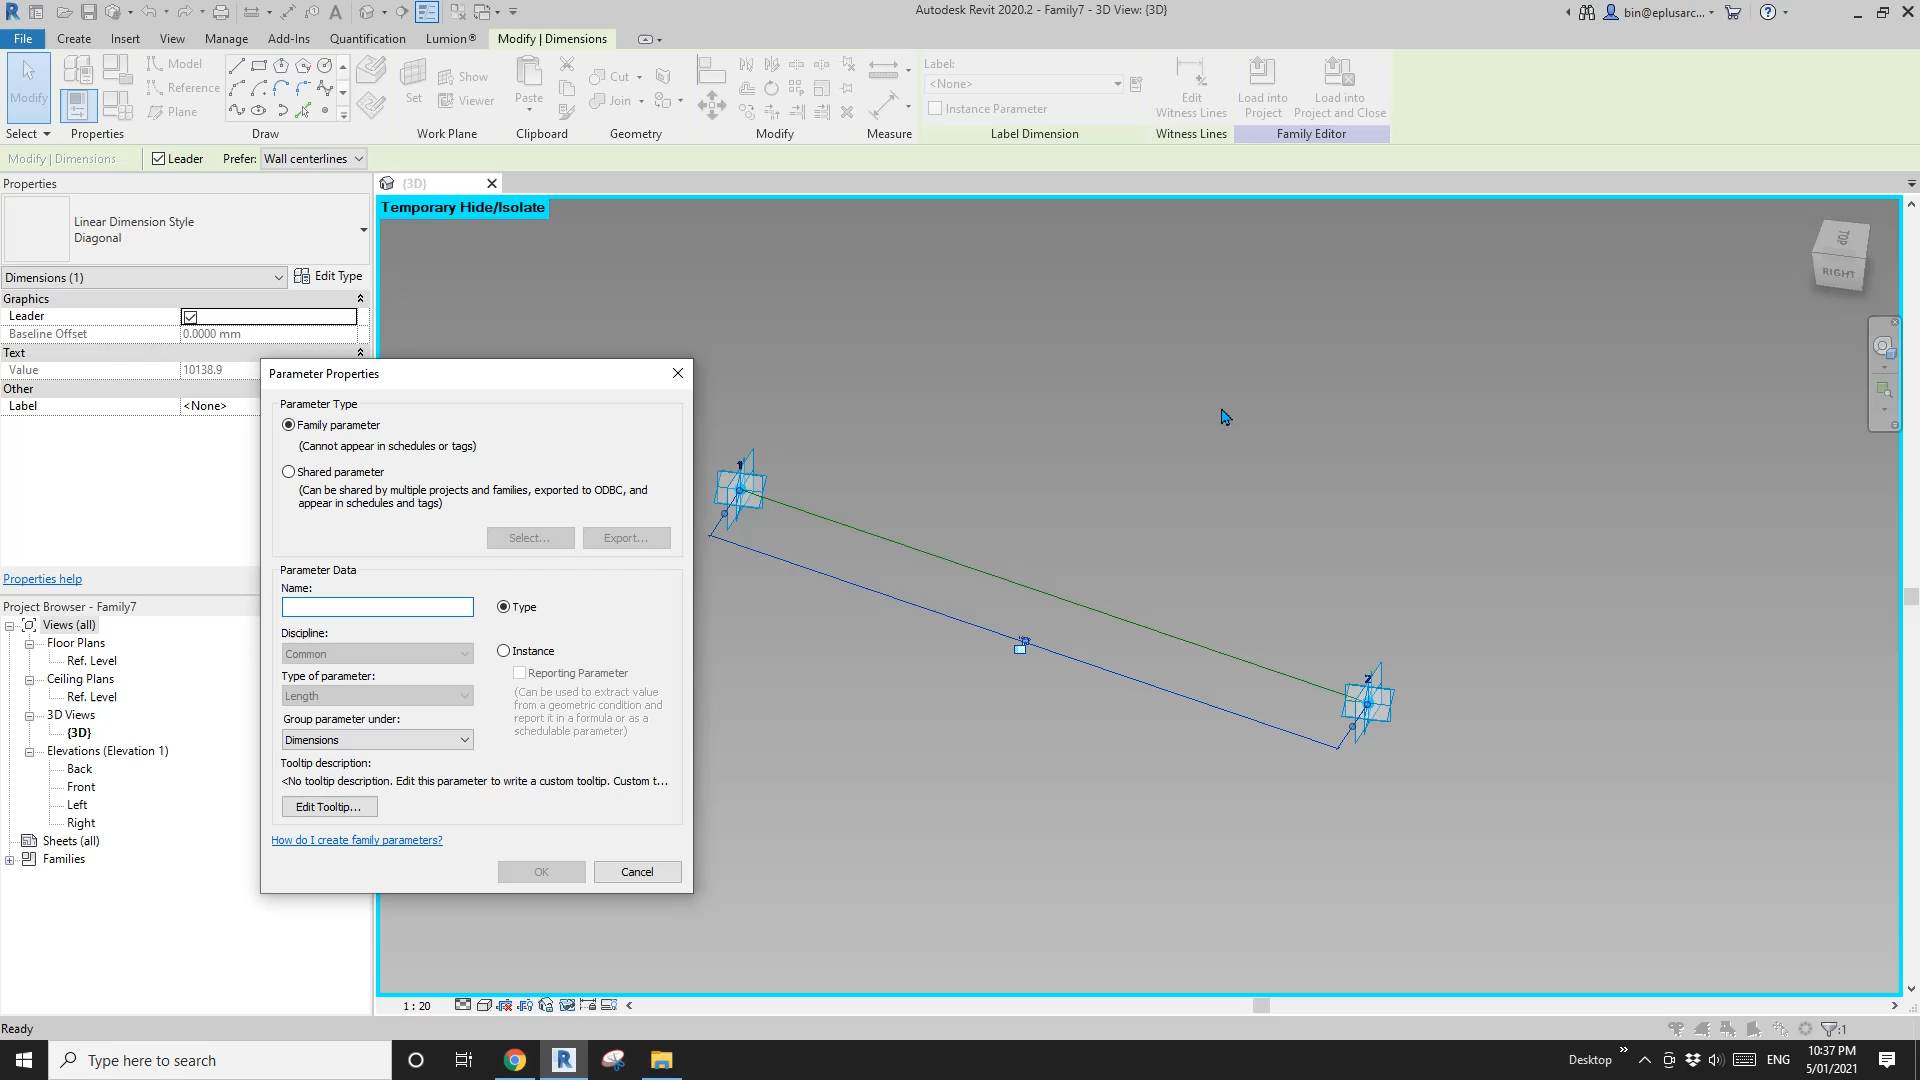 Autodesk Revit 2020.2 - Family7 - 3D View: {3D}
bin@eplusarc...
File
Create
Insert
View
Manage
Add-Ins
Quantification
Lumion®
Modify | Dimensions
Modify
Model
Reference
Plane
Set
Show
Viewer
Paste
Cut
Join
Label:
<None>
Instance Parameter
Edit
Witness Lines
Load into
Project
Load into
Project and Close
Select
Properties
Draw
Work Plane
Clipboard
Geometry
Modify
Measure
Label Dimension
Witness Lines
Family Editor
Modify | Dimensions
Leader
Prefer:
Wall centerlines
Properties
{3D}
Temporary Hide/Isolate
Linear Dimension Style
Diagonal
Dimensions (1)
Edit Type
Graphics
Leader
Baseline Offset
0.0000 mm
Text
Value
10138.9
Other
Label
<None>
Properties help
Project Browser - Family7
Views (all)
Floor Plans
Ref. Level
Ceiling Plans
Ref. Level
3D Views
{3D}
Elevations (Elevation 1)
Back
Front
Left
Right
Sheets (all)
Families
Parameter Properties
Parameter Type
Family parameter
(Cannot appear in schedules or tags)
Shared parameter
(Can be shared by multiple projects and families, exported to ODBC, and
appear in schedules and tags)
Select...
Export...
Parameter Data
Name:
Type
Discipline:
Common
Instance
Reporting Parameter
Type of parameter:
Length
(Can be used to extract value
from a geometric condition and
report it in a formula or as a
schedulable parameter)
Group parameter under:
Dimensions
Tooltip description:
<No tooltip description. Edit this parameter to write a custom tooltip. Custom t...
Edit Tooltip...
How do I create family parameters?
OK
Cancel
1
2
TOP
RIGHT
1 : 20
Ready
:1
Type here to search
Desktop
ENG
10:37 PM
5/01/2021